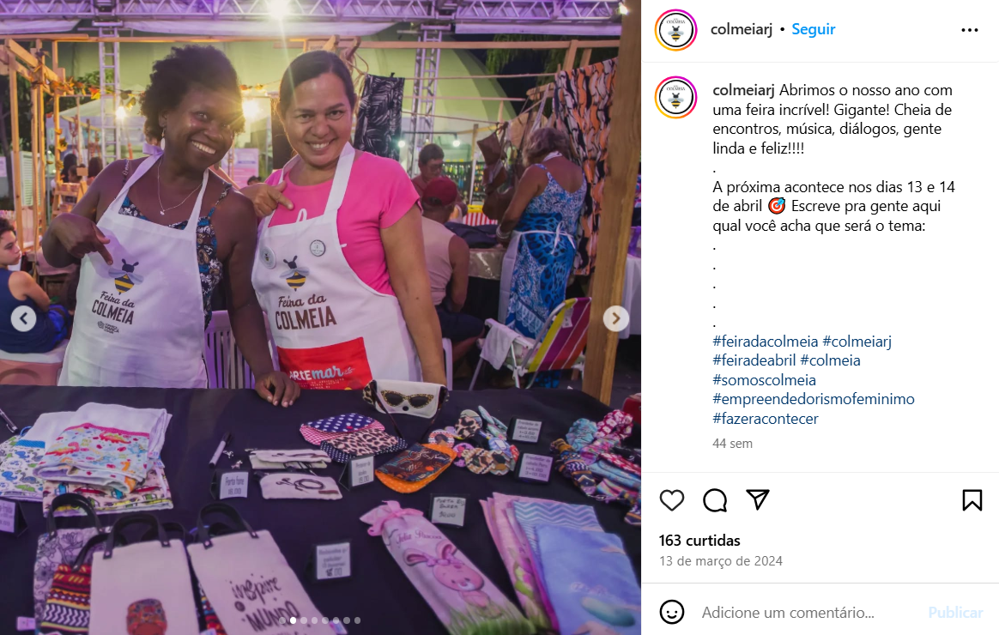 COLMEIA
colmeiarj • Seguir
COLMEIA
colmeiarj Abrimos o nosso ano com
uma feira incrível! Gigante! Cheia de
encontros, música, diálogos, gente
linda e feliz!!!!
.
A próxima acontece nos dias 13 e 14
de abril 🎯 Escreve pra gente aqui
qual você acha que será o tema:
.
.
.
.
.
#feiradacolmeia #colmeiarj
#feiradeabril #colmeia
#somoscolmeia
#empreendedorismofeminimo
#fazeracontecer
44 sem
163 curtidas
13 de março de 2024
Adicione um comentário...
Publicar
Feira da
COLMEIA
Feira da
COLMEIA
ARTEmar
Porta
inspire
o
MUNDO